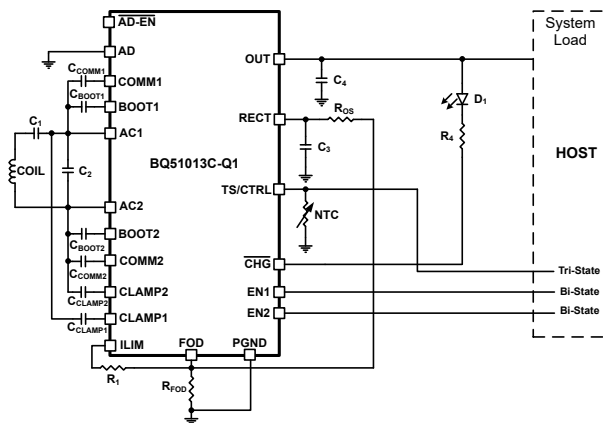 AD-EN
AD
CCOMM1
COMM1
CBOOT1
BOOT1
C1
AC1
COIL
C2
AC2
BOOT2
CBOOT2
COMM2
CCOMM2
CLAMP2
CCLAMP2
CLAMP1
CCLAMP1
ILIM
FOD
PGND
R1
RFOD
BQ51013C-Q1
OUT
C4
D1
R4
RECT
ROS
C3
TS/CTRL
NTC
CHG
EN1
EN2
System
Load
HOST
Tri-State
Bi-State
Bi-State